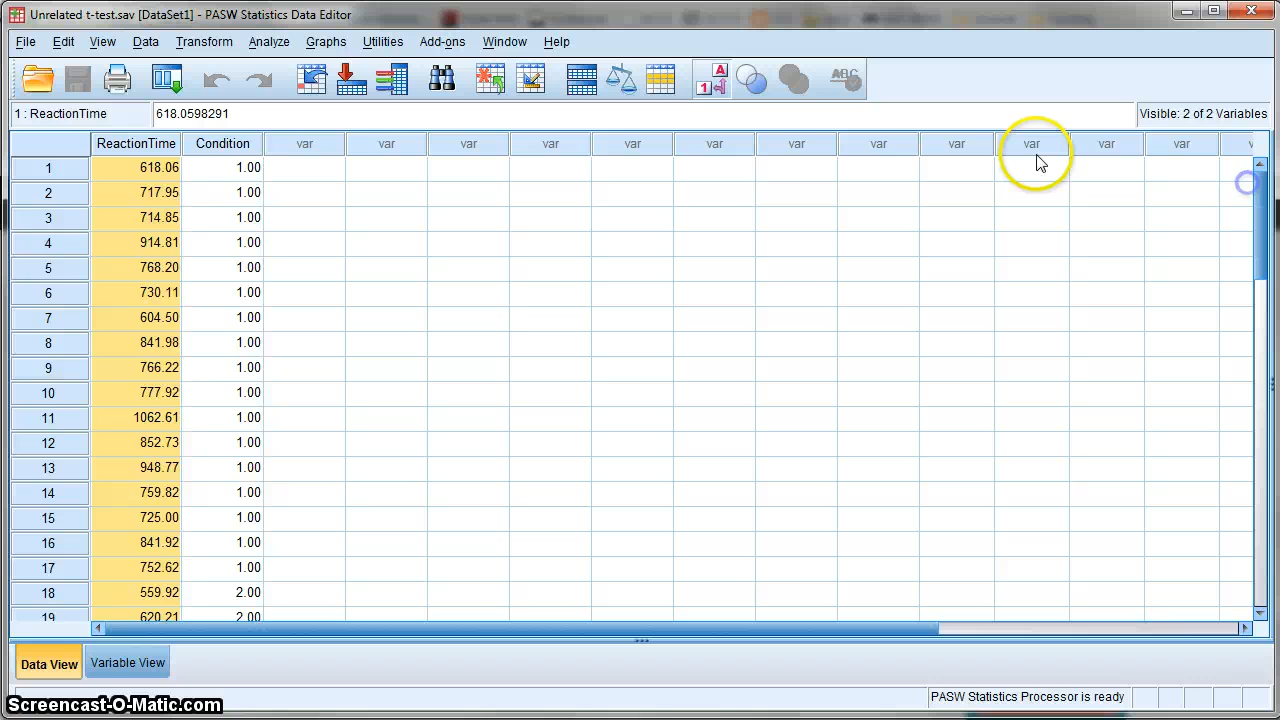 Unrelated t-test.sav [DataSet1] - PASW Statistics Data Editor
File Edit View Data Transform Analyze Graphs Utilities Add-ons Window Help
A
1
ABC
1 : ReactionTime 618.0598291 Visible: 2 of 2 Variables
ReactionTime Condition var var var var var var var var var var var var
1 618.06 1.00
2 717.95 1.00
3 714.85 1.00
4 914.81 1.00
5 768.20 1.00
6 730.11 1.00
7 604.50 1.00
8 841.98 1.00
9 766.22 1.00
10 777.92 1.00
11 1062.61 1.00
12 852.73 1.00
13 948.77 1.00
14 759.82 1.00
15 725.00 1.00
16 841.92 1.00
17 752.62 1.00
18 559.92 2.00
19 620.21 2.00
Data View Variable View
PASW Statistics Processor is ready
Screencast-O-Matic.com